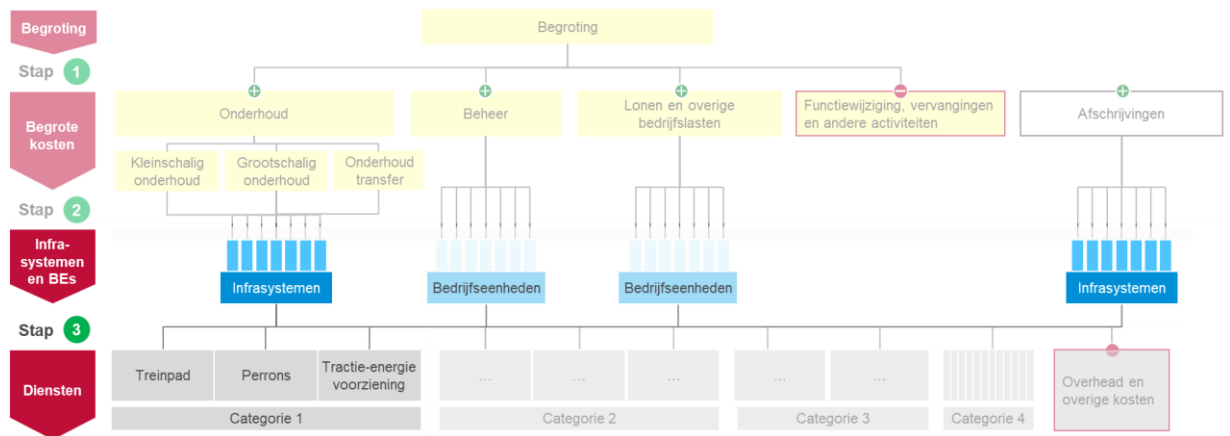 Begroting
Begroting
Stap 1
Begrote
kosten
Onderhoud
Beheer
Lonen en overige
bedrijfslasten
Functiewijziging, vervangingen
en andere activiteiten
Afschrijvingen
Kleinschalig
onderhoud
Grootschalig
onderhoud
Onderhoud
transfer
Stap 2
Infra-
systemen
en BEs
Infrasystemen
Bedrijfseenheden
Bedrijfseenheden
Infrasystemen
Stap 3
Diensten
Treinpad
Perrons
Tractie-energie
voorziening
...
...
...
...
...
Overhead en
overige kosten
Categorie 1
Categorie 2
Categorie 3
Categorie 4